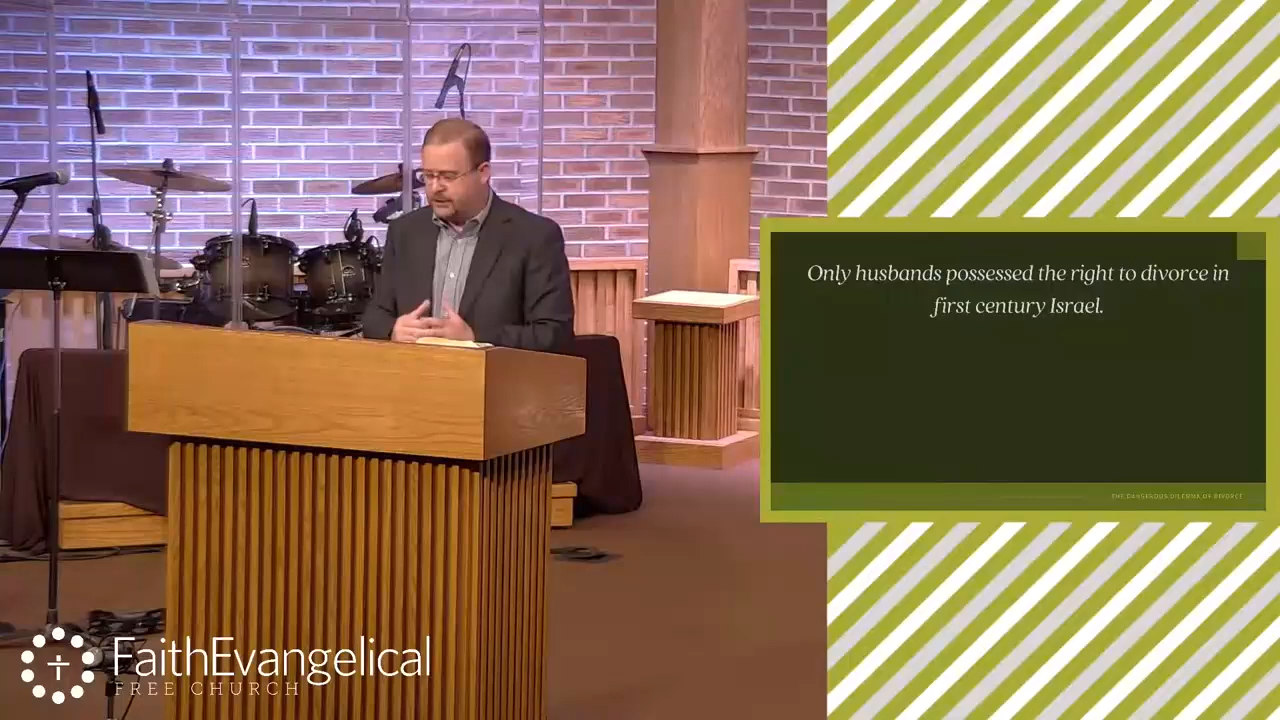 Only husbands possessed the right to divorce in
first century Israel.
THE DANGEROUS DILEMMA OF DIVORCE
FaithEvangelical
FREE CHURCH